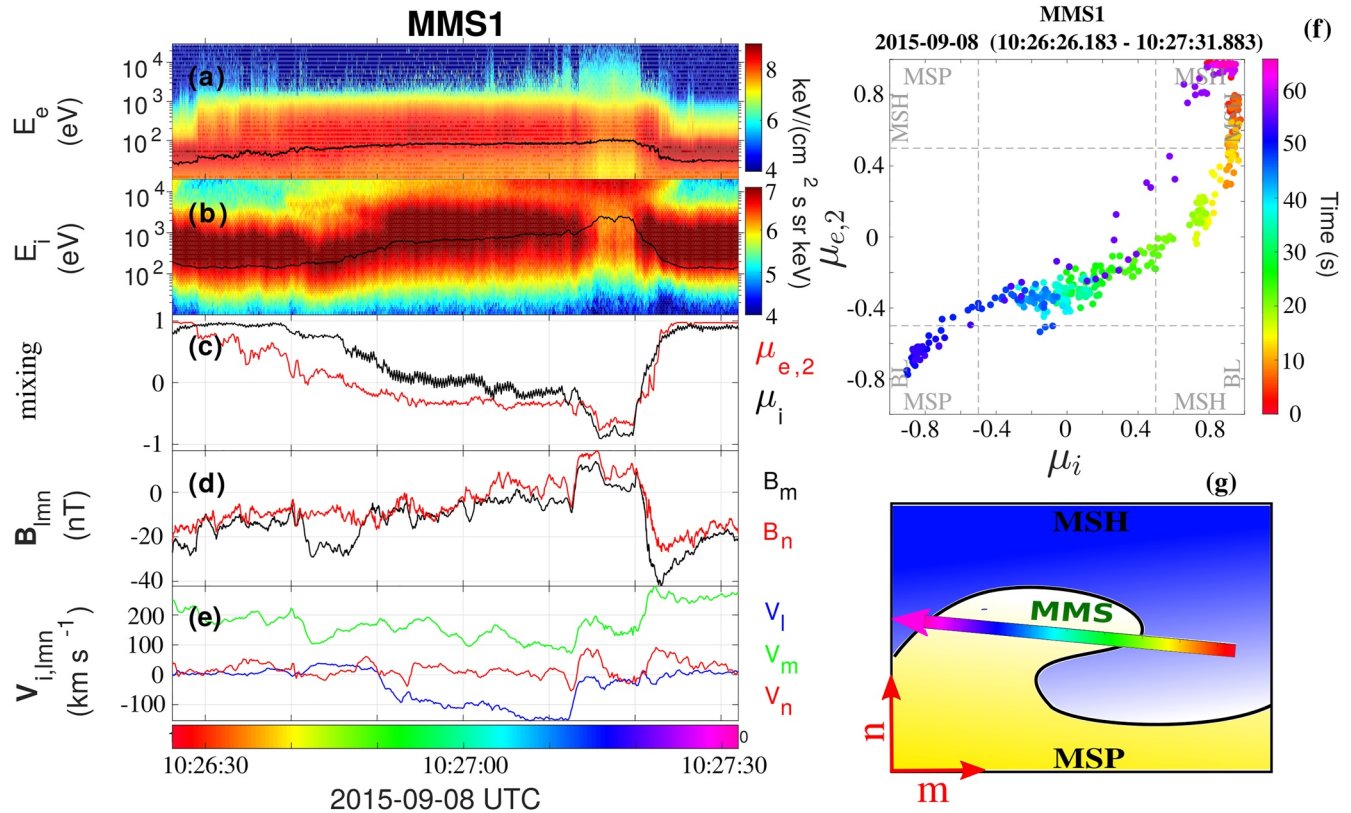 MMS1
(a)
E_e (eV)
10^4
10^3
10^2
8
6
4
keV/(cm^2 s sr keV)
(b)
E_i (eV)
10^4
10^3
10^2
7
6
5
4
(c)
mixing
1
0
-1
μ_e,2
μ_i
(d)
B_lmn (nT)
0
-20
-40
B_m
B_n
(e)
V_i,lmn (km s^-1)
200
100
0
-100
V_l
V_m
V_n
0
10:26:30 10:27:00 10:27:30
2015-09-08 UTC
MMS1
(f)
2015-09-08 (10:26:26.183 - 10:27:31.883)
MSP
MSH
MSH
MSH
BL
BL
MSP
MSH
μ_e,2
0.8
0.4
0
-0.4
-0.8
-0.8 -0.4 0 0.4 0.8
μ_i
60
50
40
30
20
10
0
Time (s)
(g)
MSH
MMS
MSP
n
m